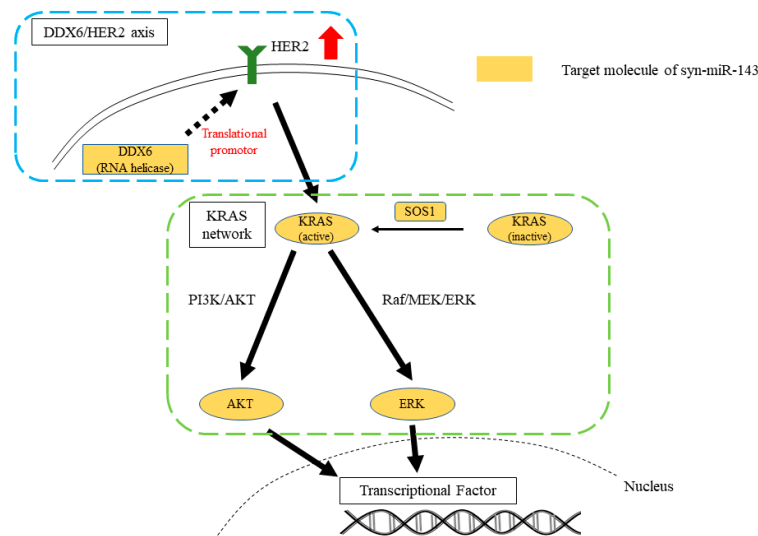 DDX6/HER2 axis
HER2
Target molecule of syn-miR-143
Translational
promotor
DDX6
(RNA helicase)
KRAS
network
KRAS
(active)
SOS1
KRAS
(inactive)
PI3K/AKT
Raf/MEK/ERK
AKT
ERK
Nucleus
Transcriptional Factor